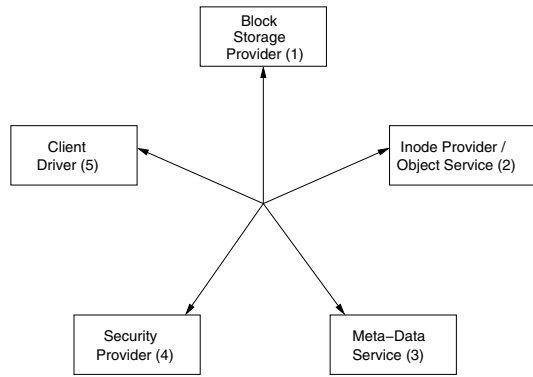 Block
Storage
Provider (1)
Client
Driver (5)
Inode Provider /
Object Service (2)
Security
Provider (4)
Meta−Data
Service (3)